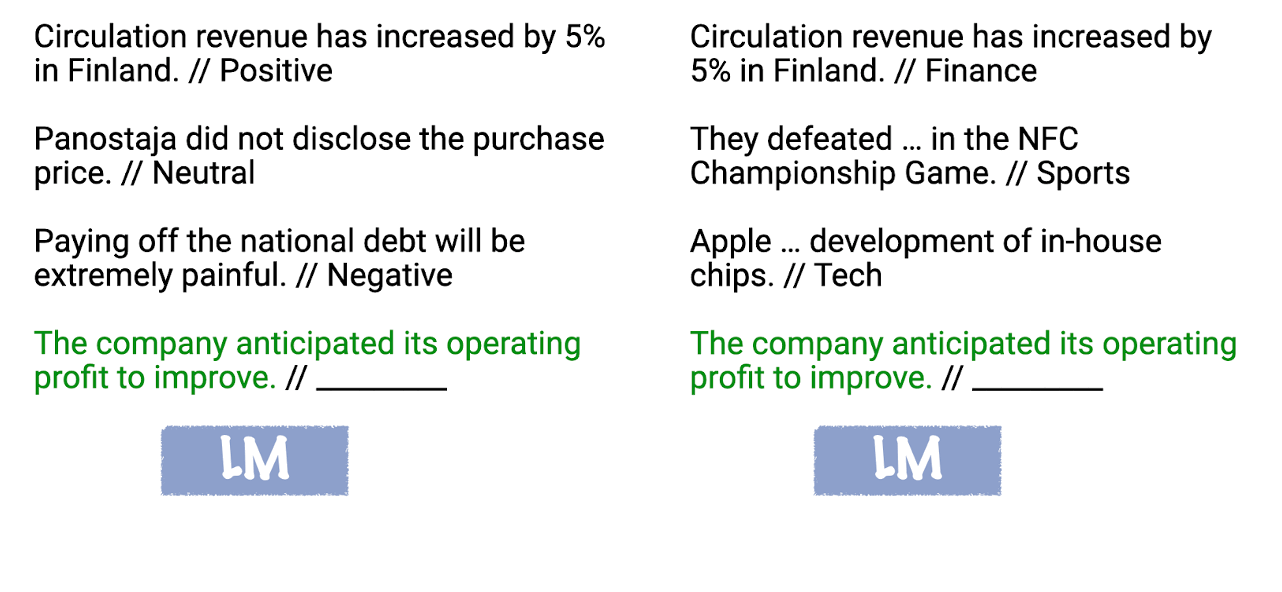 Circulation revenue has increased by 5%
in Finland. // Positive
Panostaja did not disclose the purchase
price. // Neutral
Paying off the national debt will be
extremely painful. // Negative
The company anticipated its operating
profit to improve. // _________
LM
Circulation revenue has increased by
5% in Finland. // Finance
They defeated … in the NFC
Championship Game. // Sports
Apple … development of in-house
chips. // Tech
The company anticipated its operating
profit to improve. // _________
LM